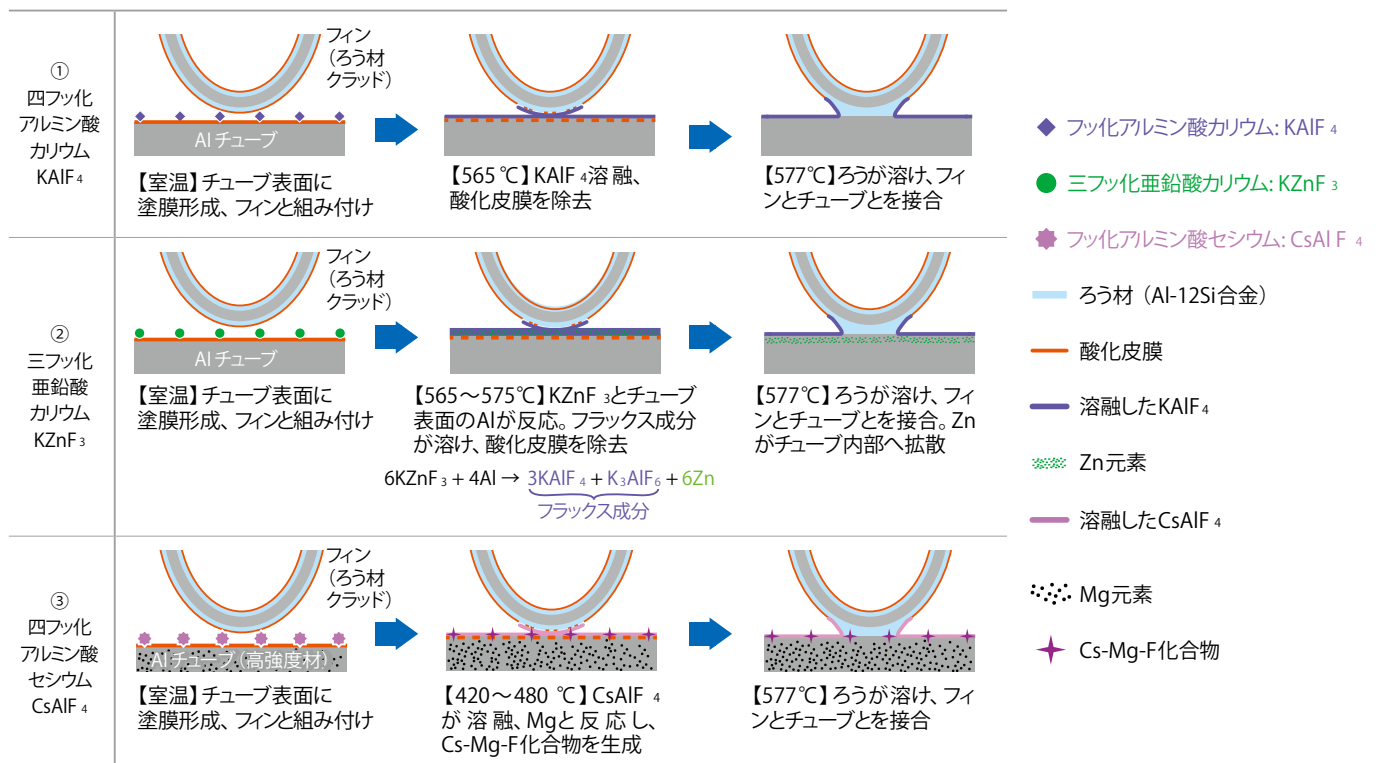 ①
四フッ化
アルミン酸
カリウム
KAlF₄
フィン
(ろう材
クラッド)
Al チューブ
【室温】チューブ表面に
塗膜形成、フィンと組み付け
【565 ℃】KAlF ₄溶融、
酸化皮膜を除去
【577℃】ろうが溶け、フィ
ンとチューブとを接合
②
三フッ化
亜鉛酸
カリウム
KZnF₃
フィン
(ろう材
クラッド)
Al チューブ
【室温】チューブ表面に
塗膜形成、フィンと組み付け
【565～575℃】KZnF ₃とチューブ
表面のAlが反応。フラックス成分
が溶け、酸化皮膜を除去
6KZnF₃ + 4Al → 3KAlF ₄ + K₃AlF₆ + 6Zn
フラックス成分
【577℃】ろうが溶け、フィ
ンとチューブとを接合。Zn
がチューブ内部へ拡散
③
四フッ化
アルミン酸
セシウム
CsAlF ₄
フィン
(ろう材
クラッド)
Al チューブ (高強度材)
【室温】チューブ表面に
塗膜形成、フィンと組み付け
【420～480 ℃】CsAlF ₄
が溶融、Mgと反応し、
Cs-Mg-F化合物を生成
【577℃】ろうが溶け、フィ
ンとチューブとを接合
フッ化アルミン酸カリウム: KAlF ₄
三フッ化亜鉛酸カリウム: KZnF ₃
フッ化アルミン酸セシウム: CsAl F ₄
ろう材 (Al-12Si合金)
酸化皮膜
溶融したKAlF₄
Zn元素
溶融したCsAlF ₄
Mg元素
Cs-Mg-F化合物